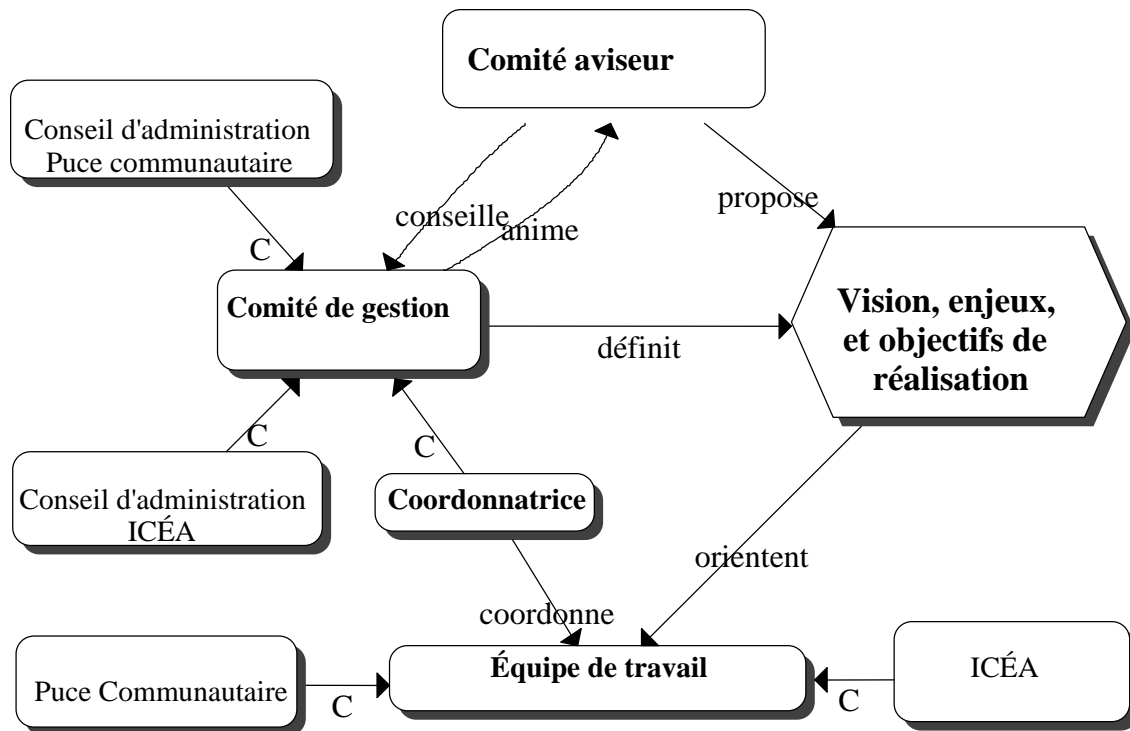 Comité aviseur
Conseil d'administration
Puce communautaire
conseille
anime
propose
C
Comité de gestion
définit
Vision, enjeux,
et objectifs de
réalisation
C
C
Conseil d'administration
ICÉA
Coordonnatrice
orientent
coordonne
Puce Communautaire
C
Équipe de travail
C
ICÉA